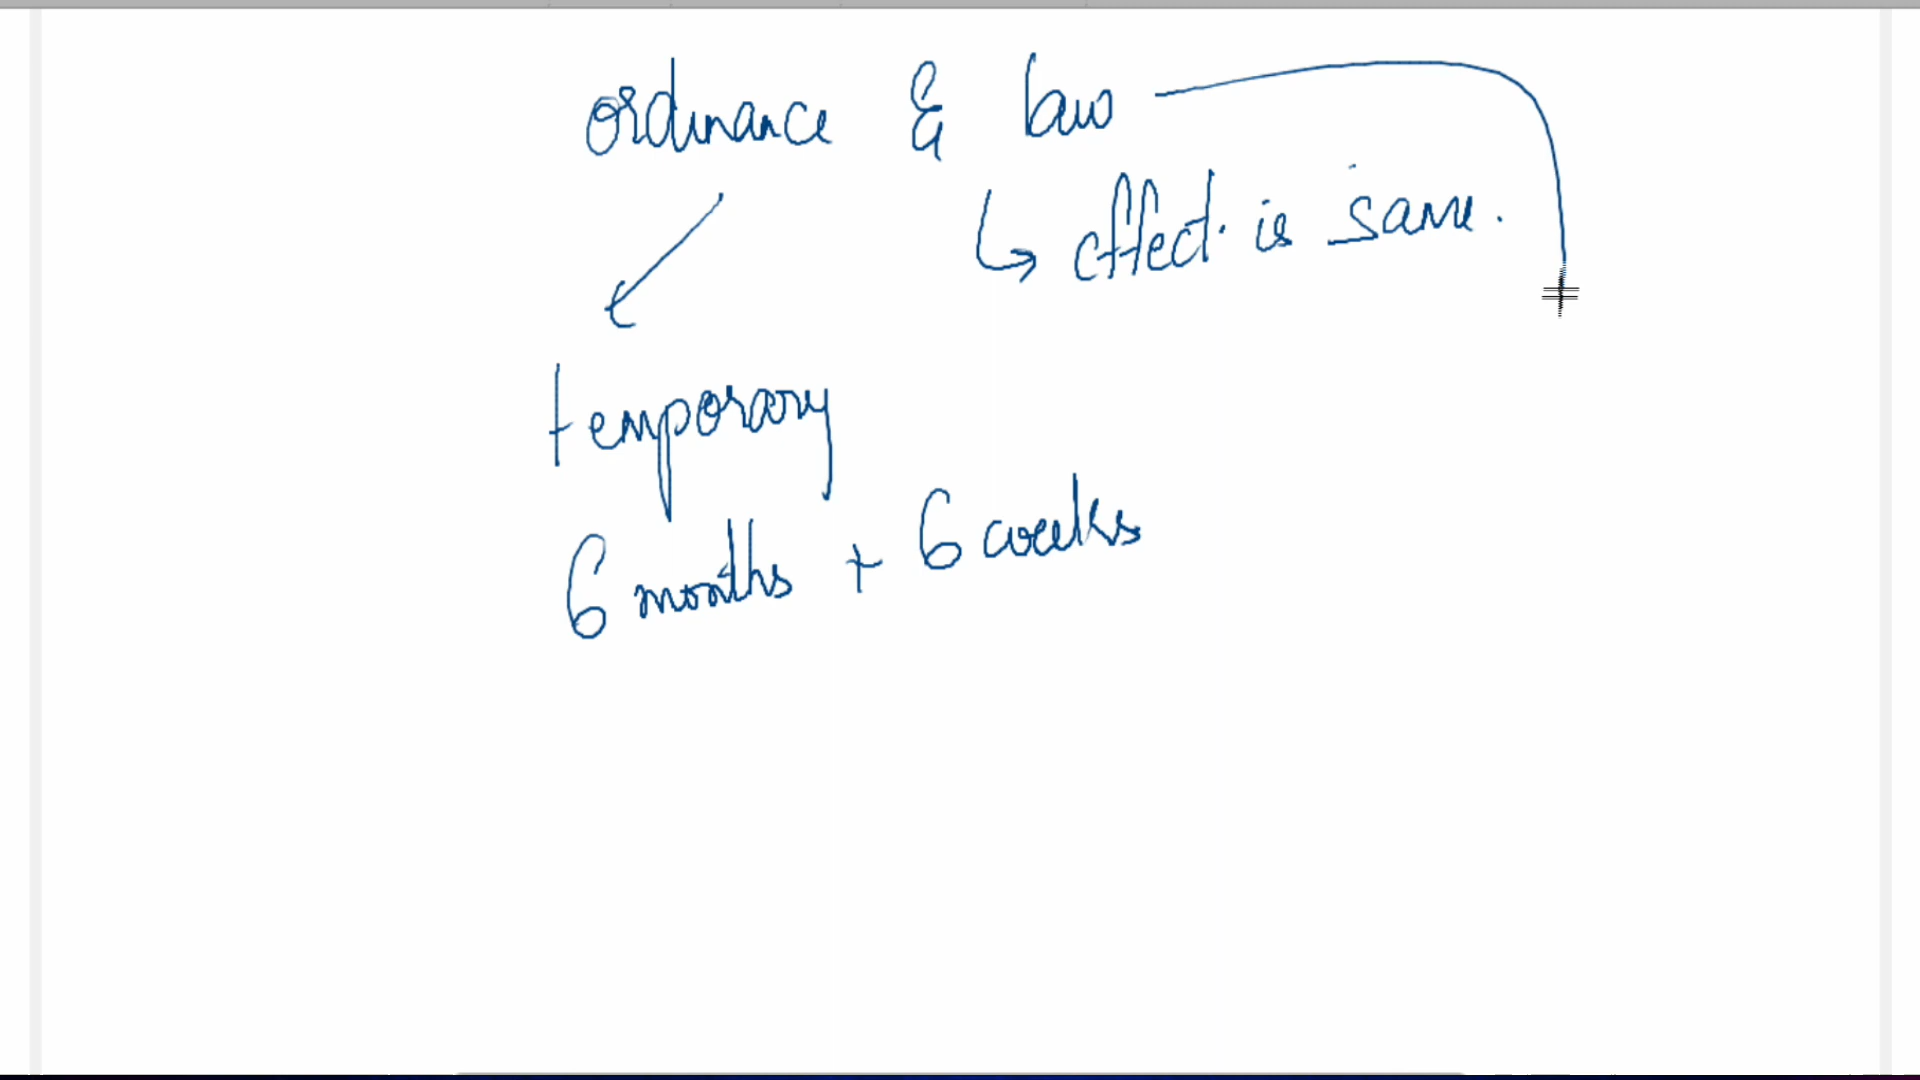 ordinance & law
effect is same.
temporary
6 months + 6 weeks